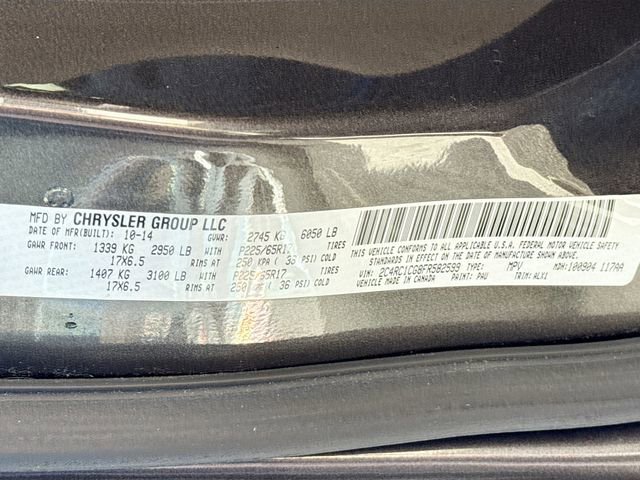 MFD BY CHRYSLER GROUP LLC
DATE OF MFR(BUILT): 10-14 GVWR: 2745 KG 6050 LB
GAWR FRONT: 1339 KG 2950 LB WITH P225/65R17 TIRES
17X6.5 RIMS AT 250 KPA ( 36 PSI) COLD
GAWR REAR: 1407 KG 3100 LB WITH P225/65R17 TIRES
17X6.5 RIMS AT 250 ( 36 PSI) COLD
THIS VEHICLE CONFORMS TO ALL APPLICABLE U.S.A. FEDERAL MOTOR VEHICLE SAFETY
STANDARDS IN EFFECT ON THE DATE OF MANUFACTURE SHOWN ABOVE.
VIN: 2C4RC1CG8FR582599 TYPE: MPV MDH: 100904 117AA
VEHICLE MADE IN CANADA PAINT: PAU TRIM: ALX1